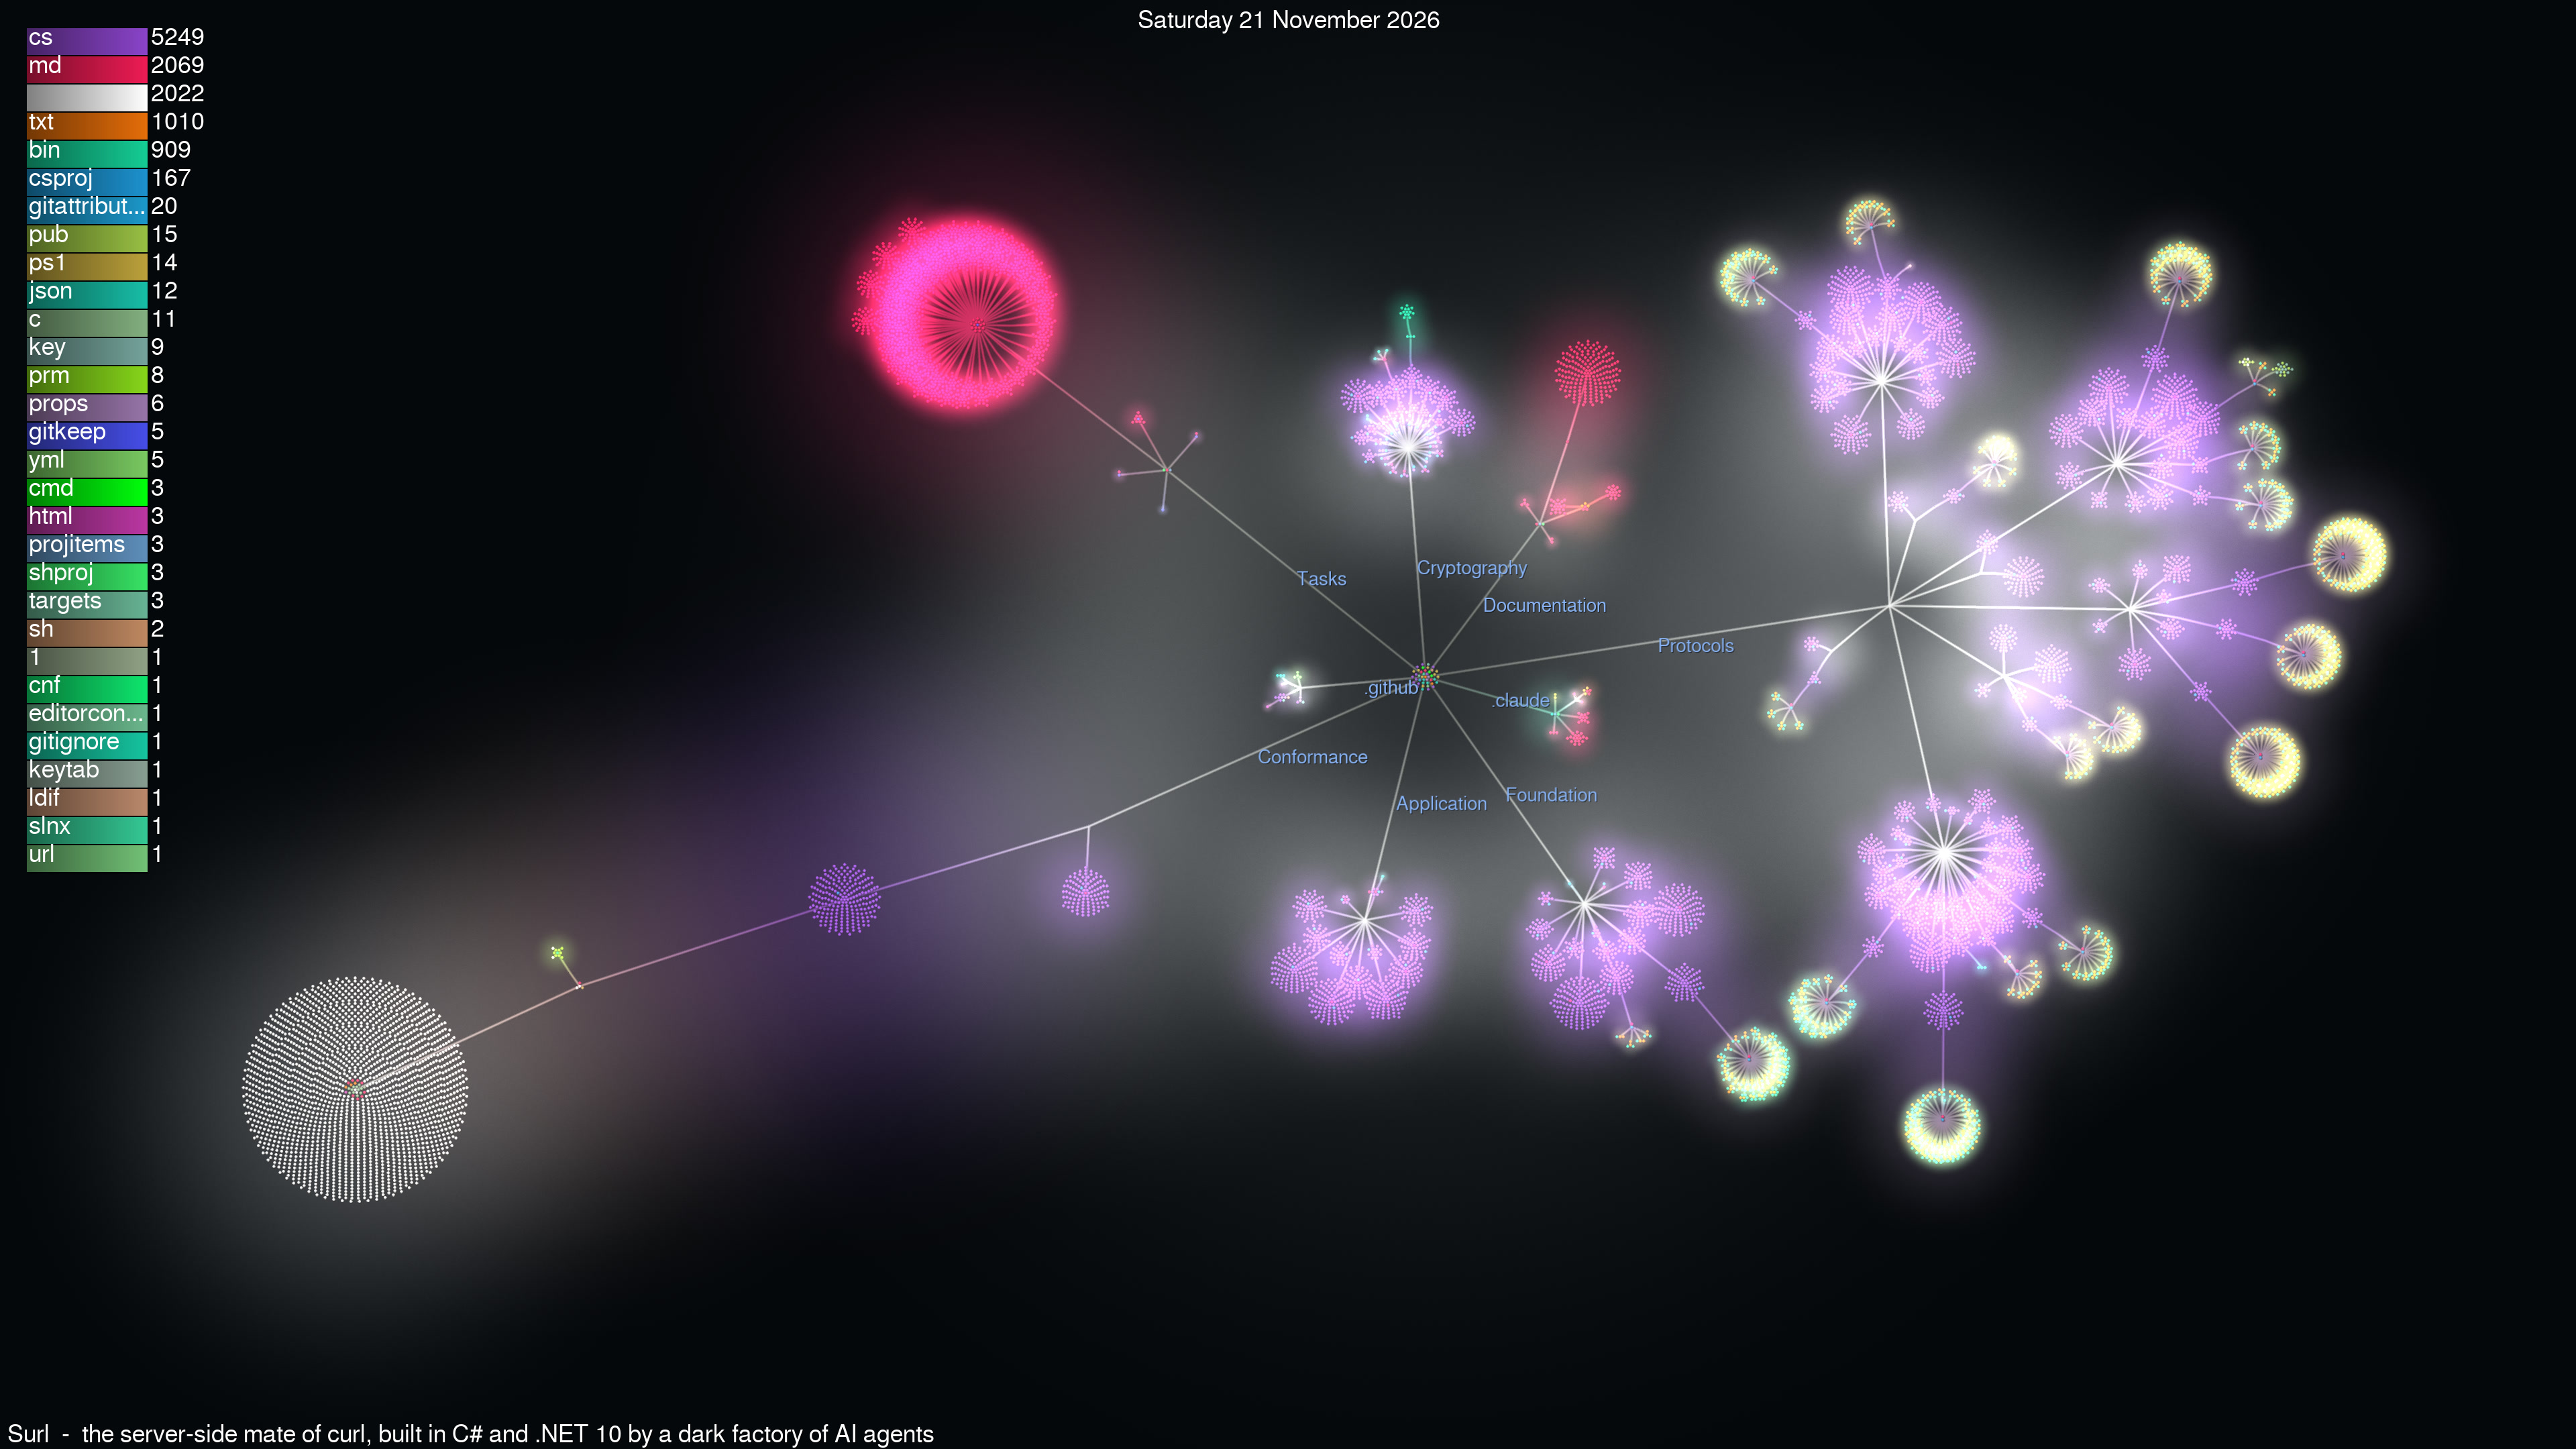 Saturday 21 November 2026
cs 5249
md 2069
2022
txt 1010
bin 909
csproj 167
gitattribut... 20
pub 15
ps1 14
json 12
c 11
key 9
prm 8
props 6
gitkeep 5
yml 5
cmd 3
html 3
projitems 3
shproj 3
targets 3
sh 2
1 1
cnf 1
editorcon... 1
gitignore 1
keytab 1
ldif 1
slnx 1
url 1
Cryptography
Tasks
Documentation
Protocols
.github
.claude
Conformance
Foundation
Application
Surl - the server-side mate of curl, built in C# and .NET 10 by a dark factory of AI agents